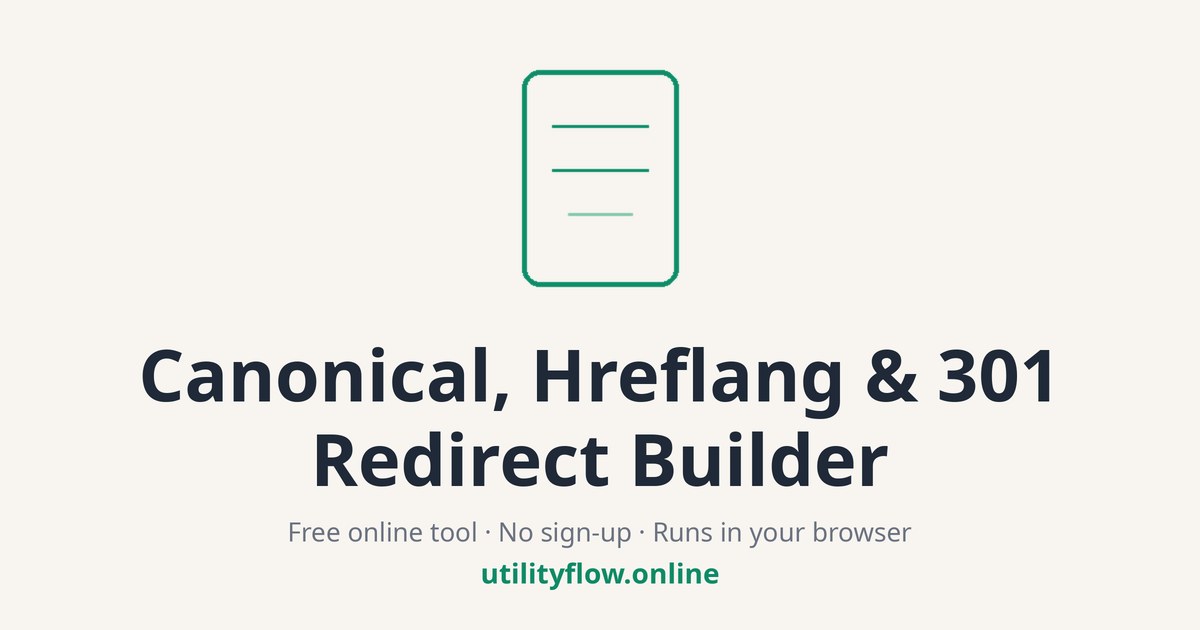 Canonical, Hreflang & 301
Redirect Builder
Free online tool · No sign-up · Runs in your browser
utilityflow.online